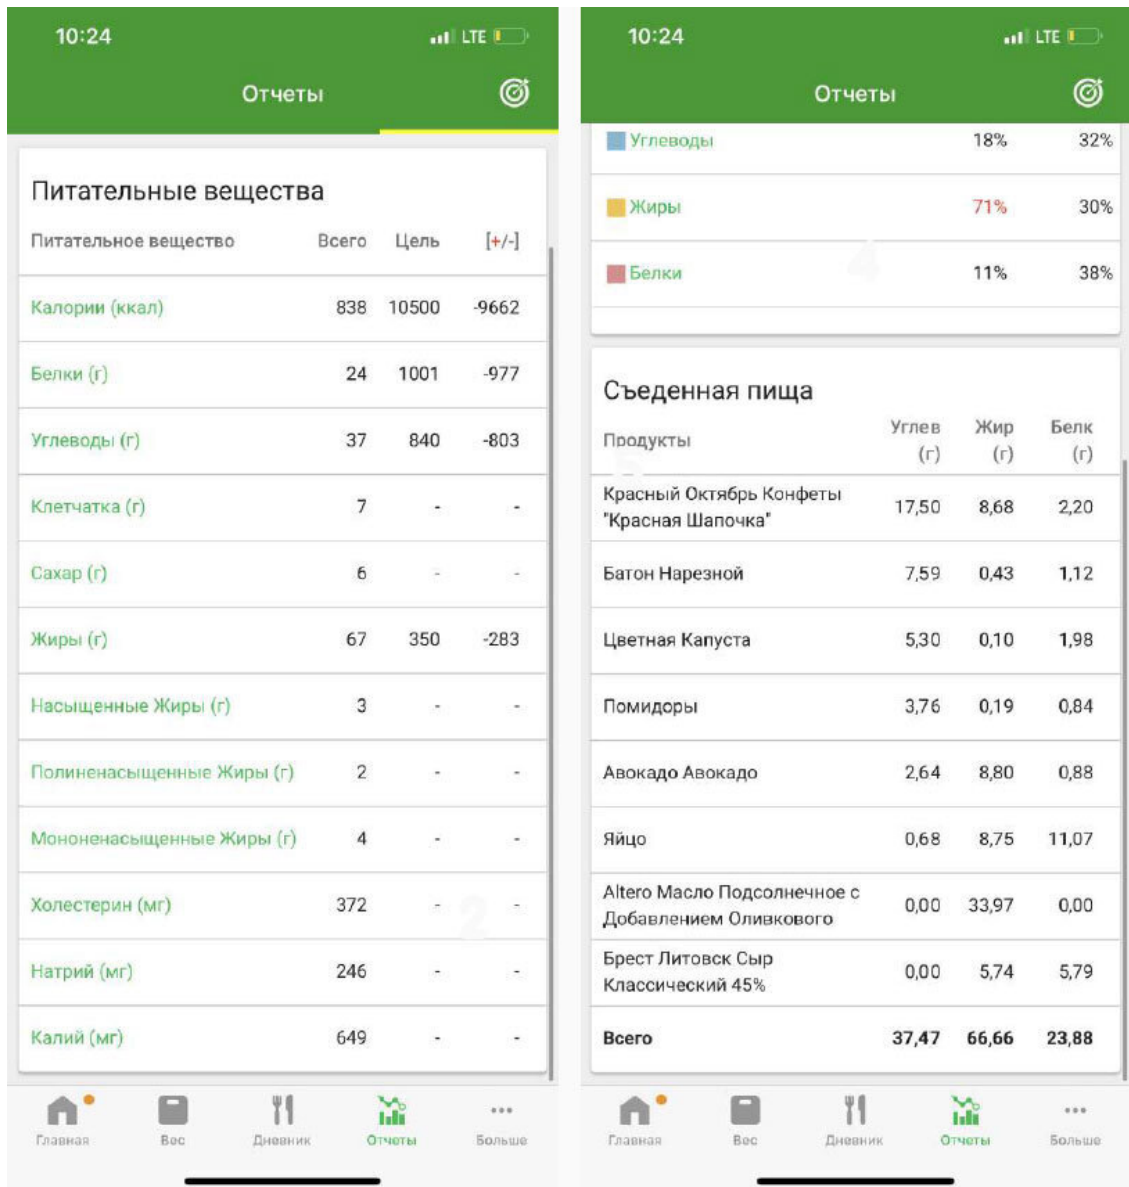 10:24
LTE
Отчеты
Питательные вещества
Питательное вещество Всего Цель [+/-]
Калории (ккал) 838 10500 -9662
Белки (г) 24 1001 -977
Углеводы (г) 37 840 -803
Клетчатка (г) 7 - -
Сахар (г) 6 - -
Жиры (г) 67 350 -283
Насыщенные Жиры (г) 3 - -
Полиненасыщенные Жиры (г) 2 - -
Мононенасыщенные Жиры (г) 4 - -
Холестерин (мг) 372 - -
Натрий (мг) 246 - -
Калий (мг) 649 - -
Главная Вес Дневник Отчеты Больше
10:24
LTE
Отчеты
Углеводы 18% 32%
Жиры 71% 30%
Белки 11% 38%
Съеденная пища
Продукты Углев (г) Жир (г) Белк (г)
Красный Октябрь Конфеты
"Красная Шапочка" 17,50 8,68 2,20
Батон Нарезной 7,59 0,43 1,12
Цветная Капуста 5,30 0,10 1,98
Помидоры 3,76 0,19 0,84
Авокадо Авокадо 2,64 8,80 0,88
Яйцо 0,68 8,75 11,07
Altero Масло Подсолнечное с
Добавлением Оливкового 0,00 33,97 0,00
Брест Литовск Сыр
Классический 45% 0,00 5,74 5,79
Всего 37,47 66,66 23,88
Главная Вес Дневник Отчеты Больше